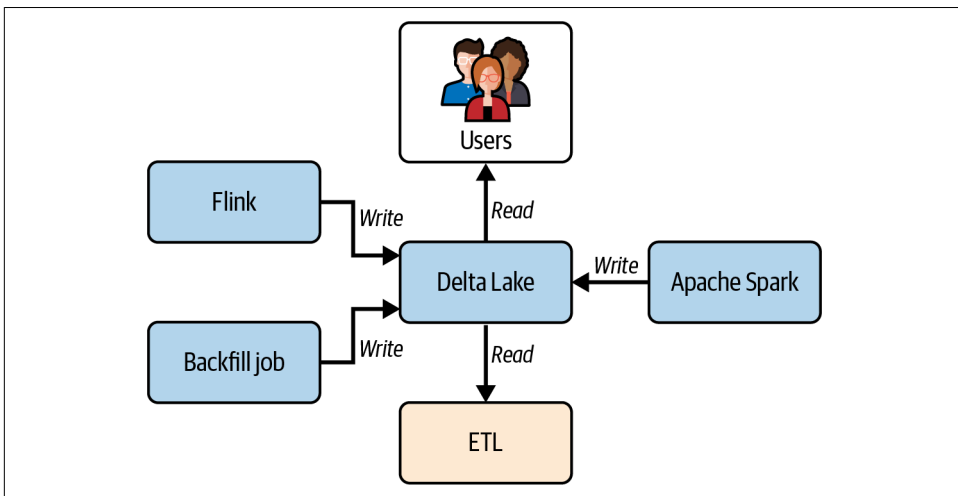 Users
Flink
Write
Read
Delta Lake
Write
Apache Spark
Backfill job
Write
Read
ETL